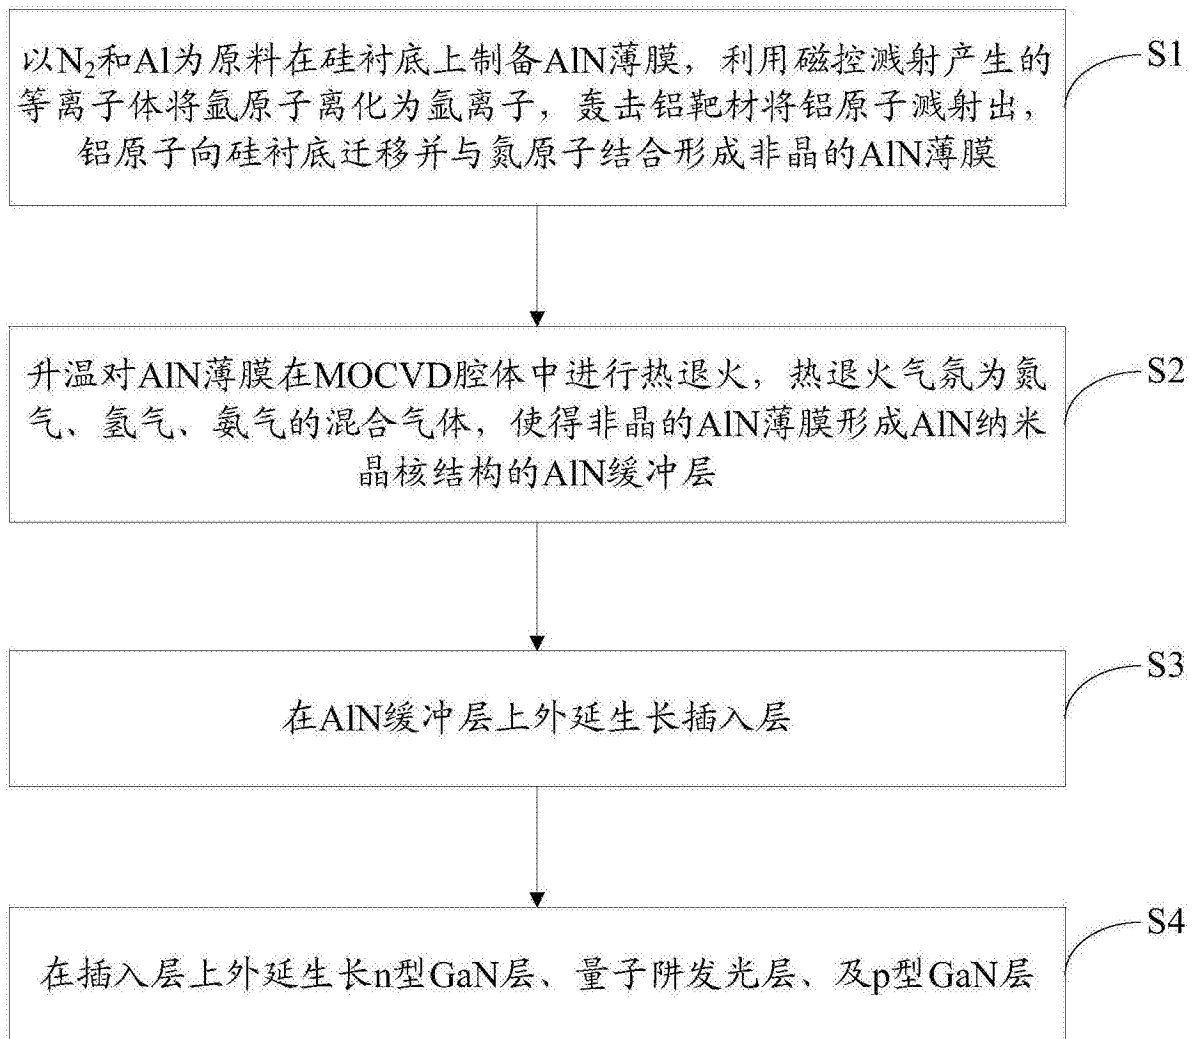 以N₂和Al为原料在硅衬底上制备AlN薄膜，利用磁控溅射产生的
等离子体将氩原子离化为氩离子，轰击铝靶材将铝原子溅射出，
铝原子向硅衬底迁移并与氮原子结合形成非晶的AlN薄膜
S1
升温对AlN薄膜在MOCVD腔体中进行热退火，热退火气氛为氮
气、氢气、氨气的混合气体，使得非晶的AlN薄膜形成AlN纳米
晶核结构的AlN缓冲层
S2
在AlN缓冲层上外延生长插入层
S3
在插入层上外延生长n型GaN层、量子阱发光层、及p型GaN层
S4